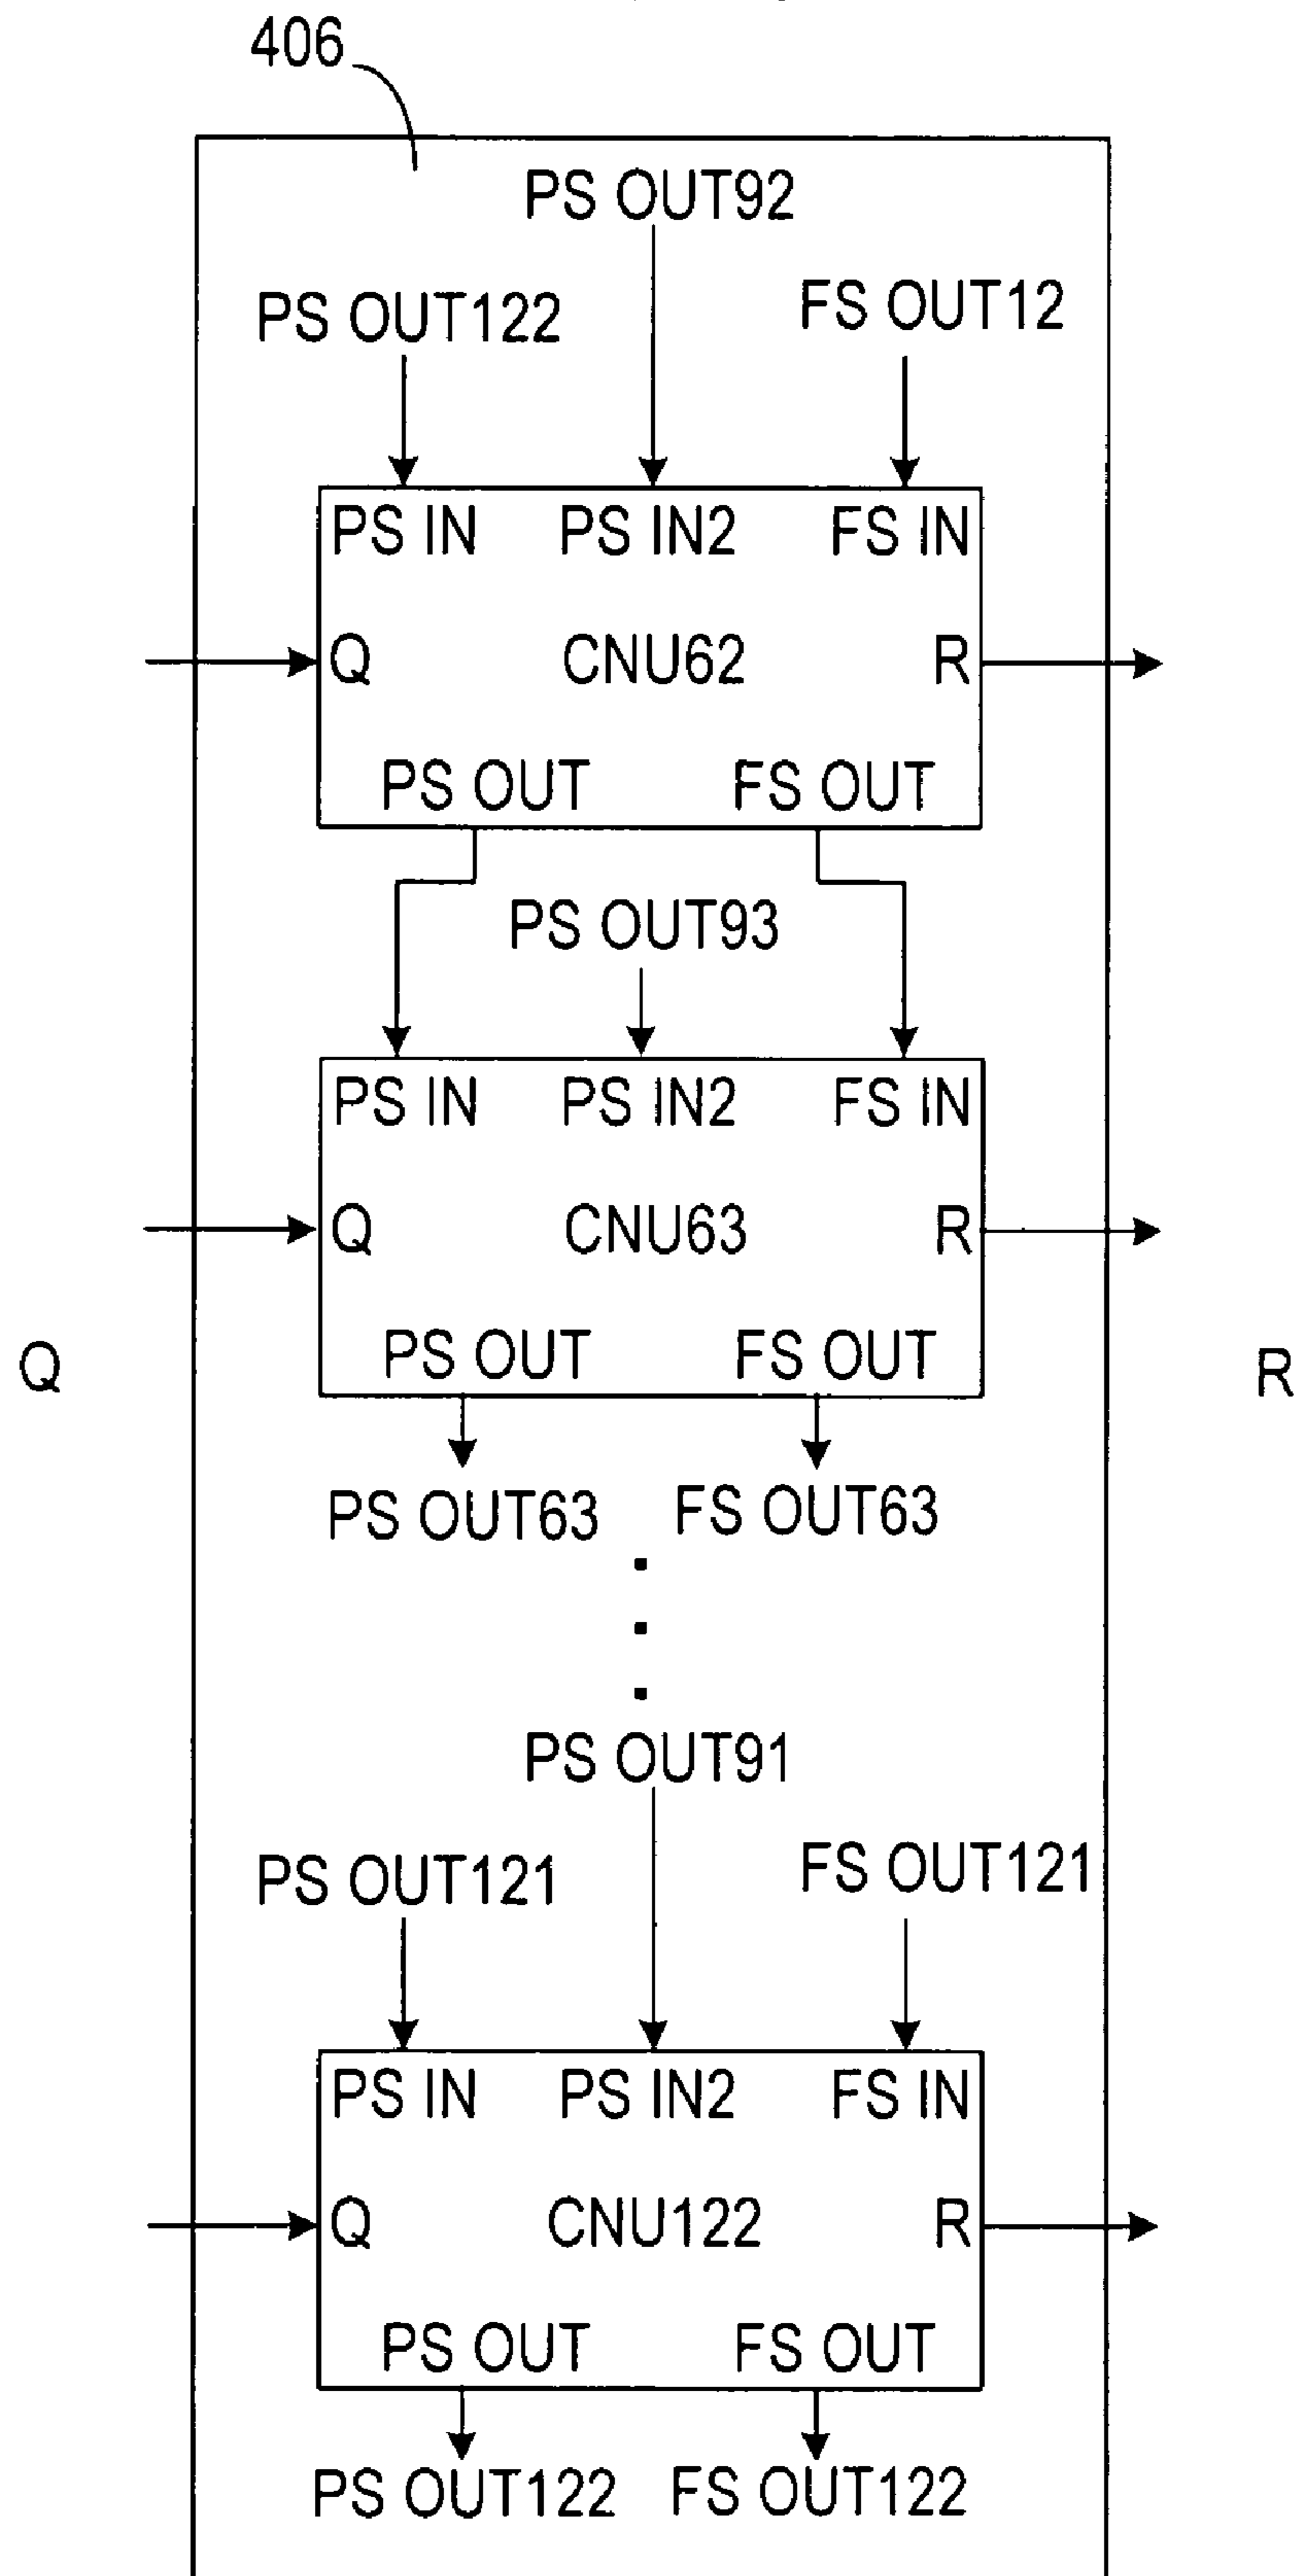 406
PS OUT92
PS OUT122
FS OUT12
PS IN PS IN2 FS IN
Q CNU62 R
PS OUT FS OUT
PS OUT93
PS IN PS IN2 FS IN
Q CNU63 R
PS OUT FS OUT
Q
R
PS OUT63 FS OUT63
PS OUT91
PS OUT121 FS OUT121
PS IN PS IN2 FS IN
Q CNU122 R
PS OUT FS OUT
PS OUT122 FS OUT122